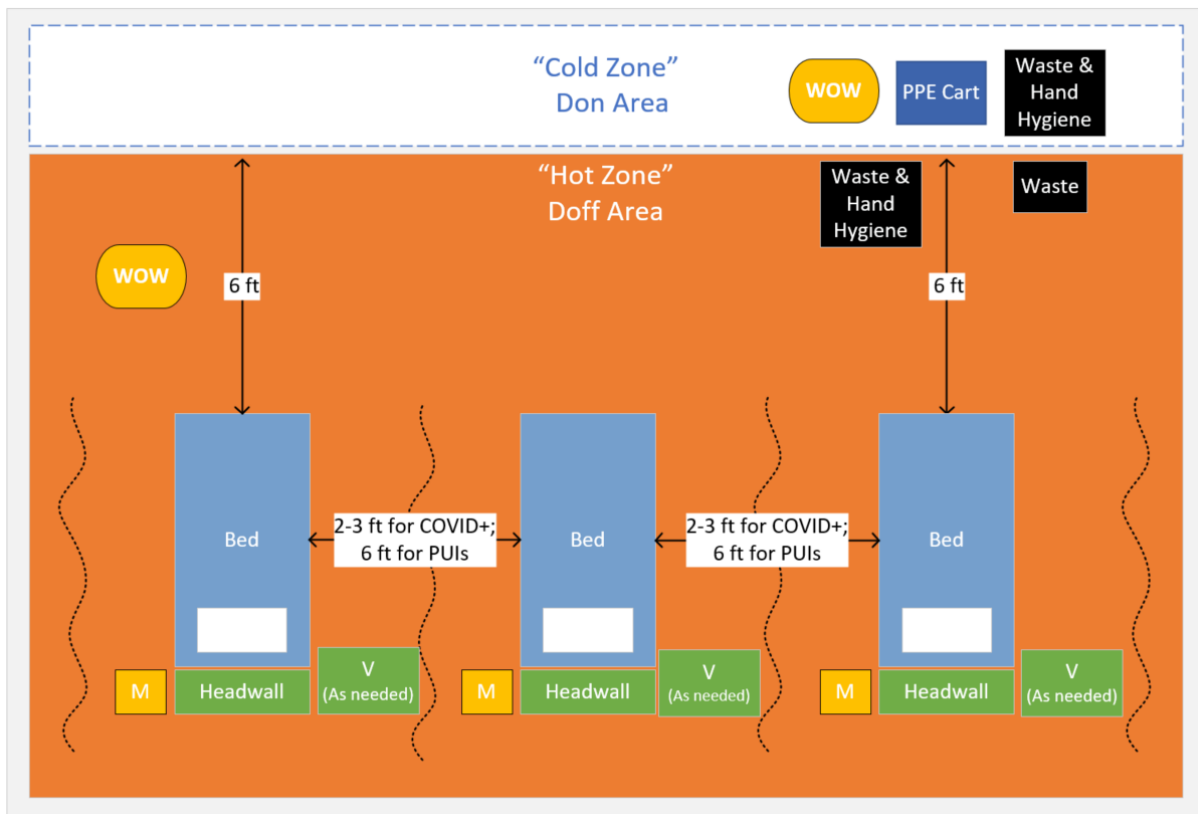 “Cold Zone”
Don Area
WOW
PPE Cart
Waste &
Hand
Hygiene
“Hot Zone”
Doff Area
Waste &
Hand
Hygiene
Waste
WOW
6 ft
6 ft
Bed
2-3 ft for COVID+;
6 ft for PUIs
Bed
2-3 ft for COVID+;
6 ft for PUIs
Bed
M
Headwall
V
(As needed)
M
Headwall
V
(As needed)
M
Headwall
V
(As needed)